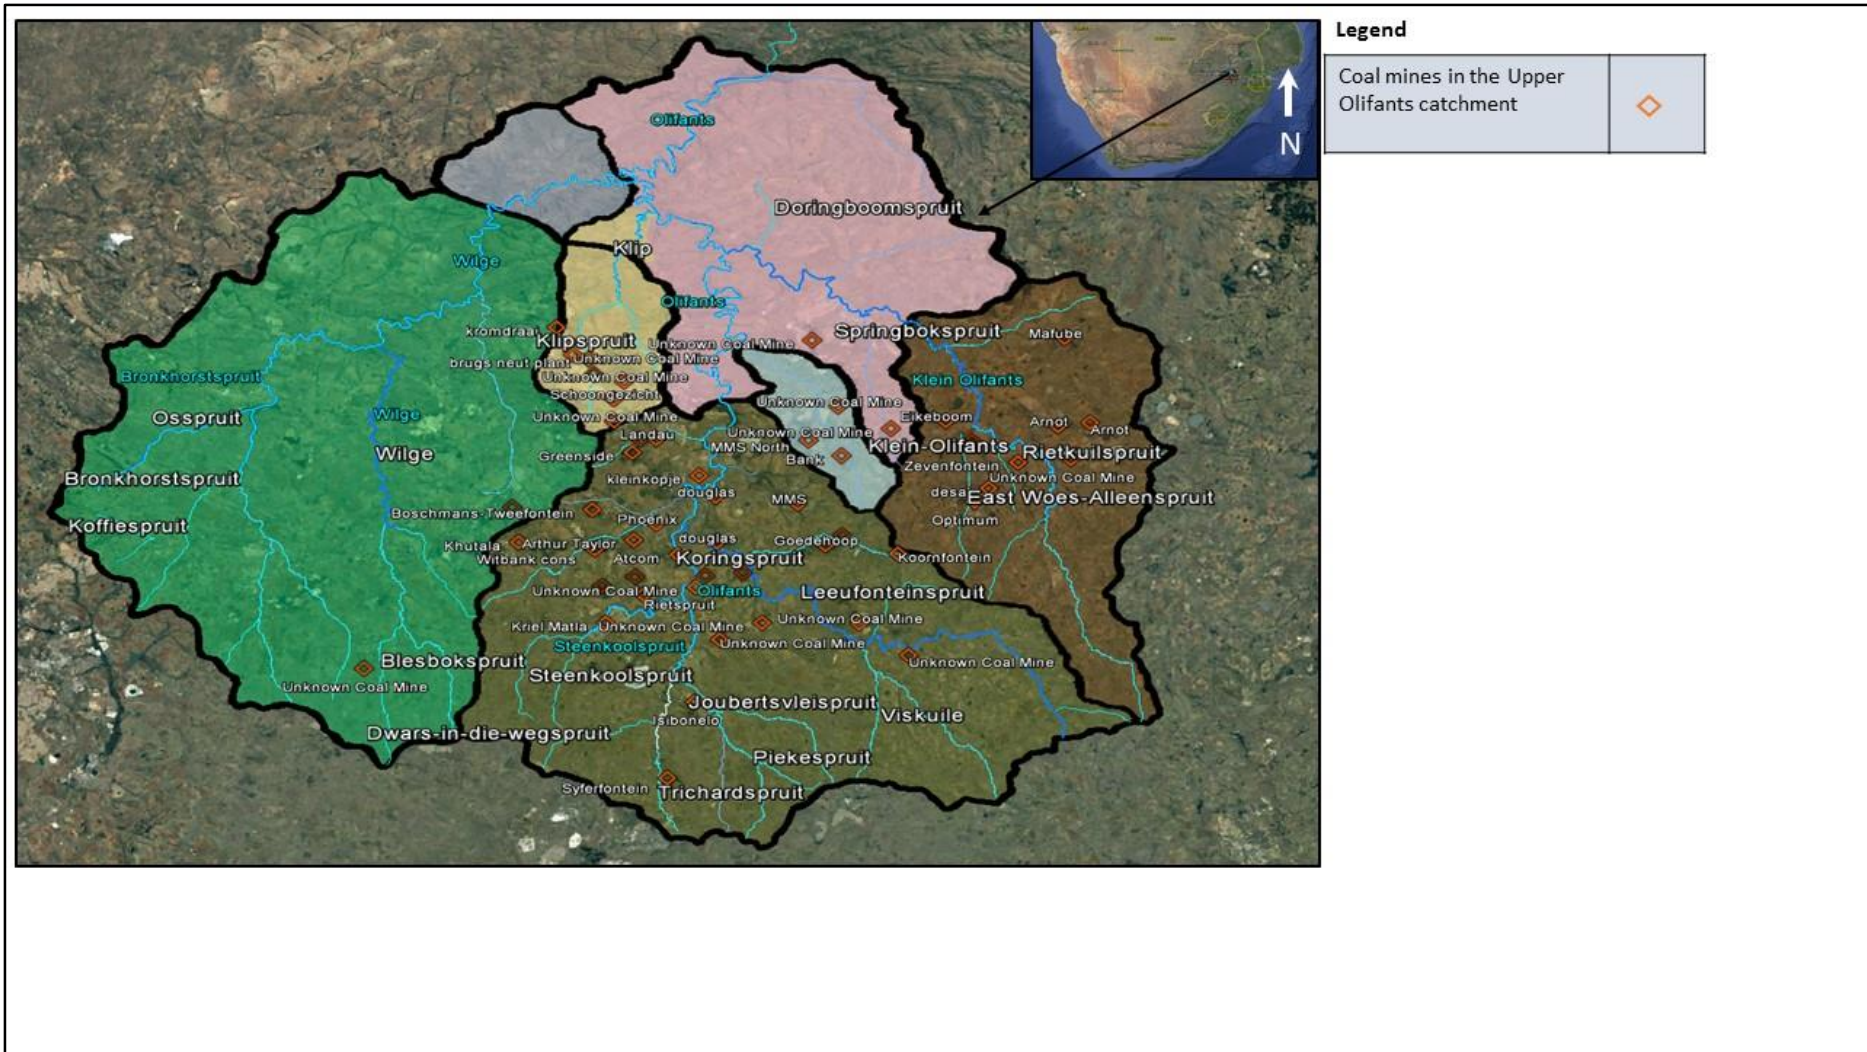 Legend
Coal mines in the Upper
Olifants catchment
N
Olifants
Doringboomspruit
Klip
Wilge
Olifants
kromdraai
Klipspruit
Unknown Coal Mine
Springbokspruit
Mafube
brugs neut plant
Unknown Coal Mine
Bronkhorstspruit
Unknown Coal Mine
Klein Olifants
Schoongezicht
Unknown Coal Mine
Osspruit
Wilge
Unknown Coal Mine
Eikeboom
Arnot
Arnot
Landau
Unknown Coal Mine
MMS North
Klein-Olifants
Rietkuilspruit
Wilge
Greenside
Bank
Zevenfontein
Bronkhorstspruit
kleinkopje
Unknown Coal Mine
douglas
MMS
desa
East Woes-Alleenspruit
Koffiespruit
Boschmans-Tweefontein
Phoenix
Optimum
Khutala
Arthur Taylor
douglas
Goedehoop
Witbank cons
Atcom
Koringspruit
Koornfontein
Unknown Coal Mine
Olifants
Leeufonteinspruit
Rietspruit
Kriel Matla
Unknown Coal Mine
Unknown Coal Mine
Steenkoolspruit
Unknown Coal Mine
Blesbokspruit
Unknown Coal Mine
Steenkoolspruit
Unknown Coal Mine
Joubertsvleispruit
Isibonelo
Viskuile
Dwars-in-die-wegspruit
Piekespruit
Syferfontein
Trichardspruit